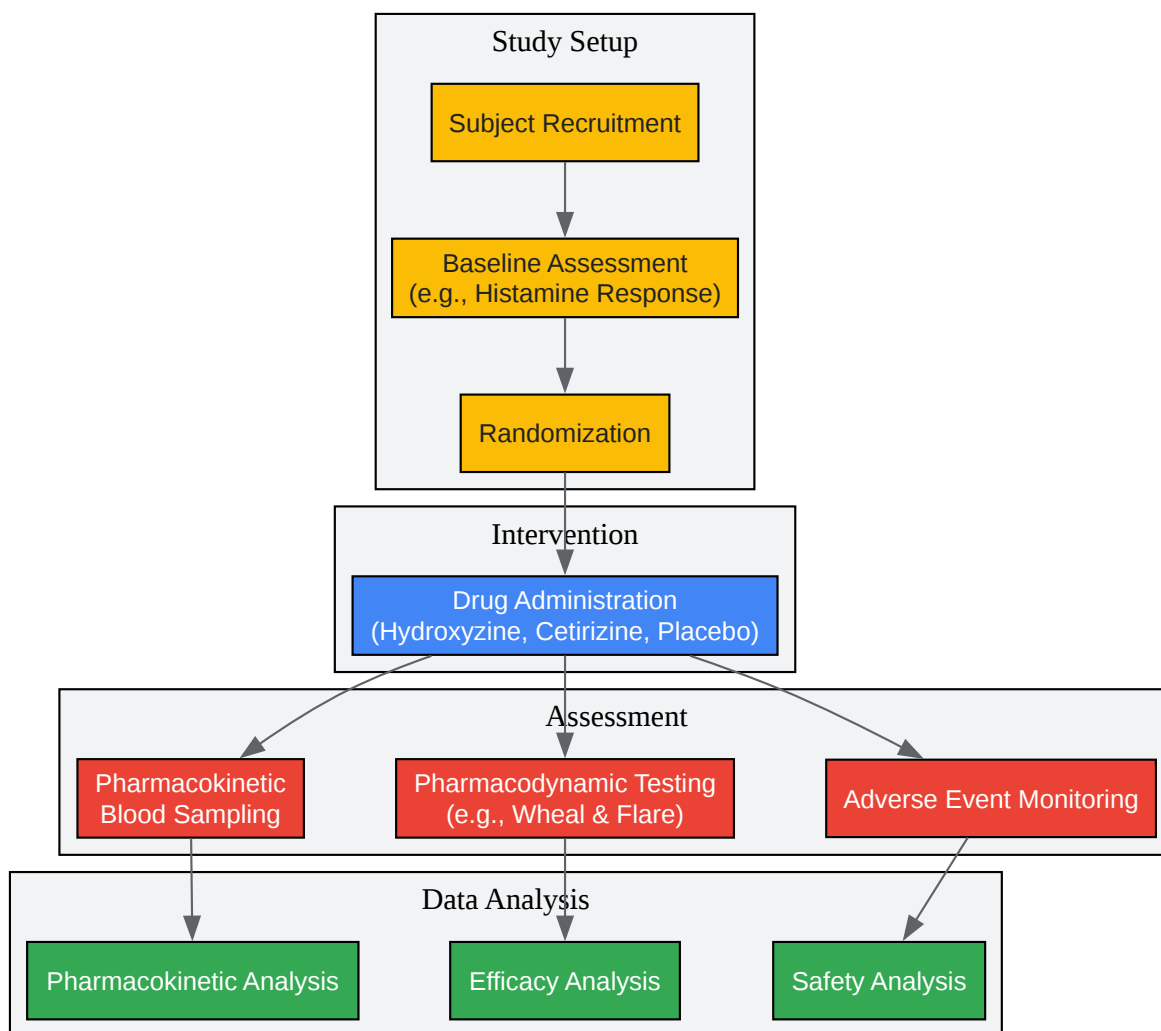 Study Setup
Subject Recruitment
Baseline Assessment
(e.g., Histamine Response)
Randomization
Intervention
Drug Administration
(Hydroxyzine, Cetirizine, Placebo)
Assessment
Pharmacokinetic
Blood Sampling
Pharmacodynamic Testing
(e.g., Wheal & Flare)
Adverse Event Monitoring
Data Analysis
Pharmacokinetic Analysis
Efficacy Analysis
Safety Analysis